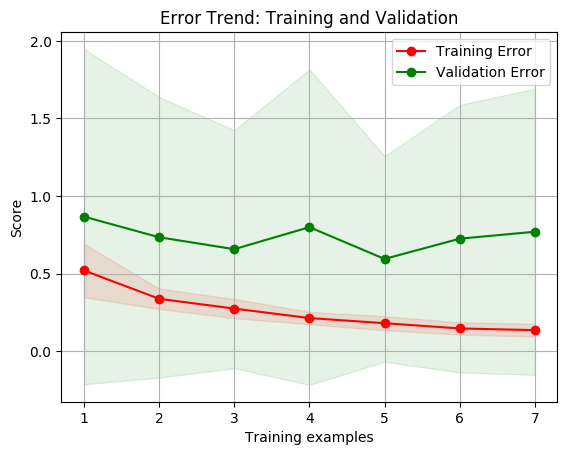 Error Trend: Training and Validation
Training Error
Validation Error
2.0
1.5
1.0
0.5
0.0
Score
1 2 3 4 5 6 7
Training examples